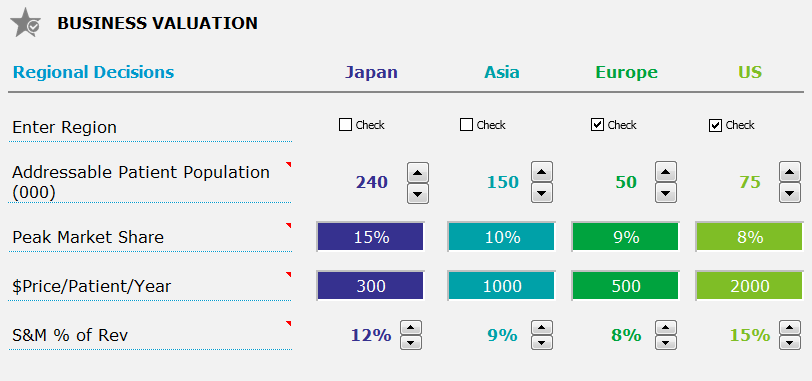 BUSINESS VALUATION
Regional Decisions Japan Asia Europe US
Enter Region Check Check Check Check
Addressable Patient Population
(000) 240 150 50 75
Peak Market Share 15% 10% 9% 8%
$Price/Patient/Year 300 1000 500 2000
S&M % of Rev 12% 9% 8% 15%